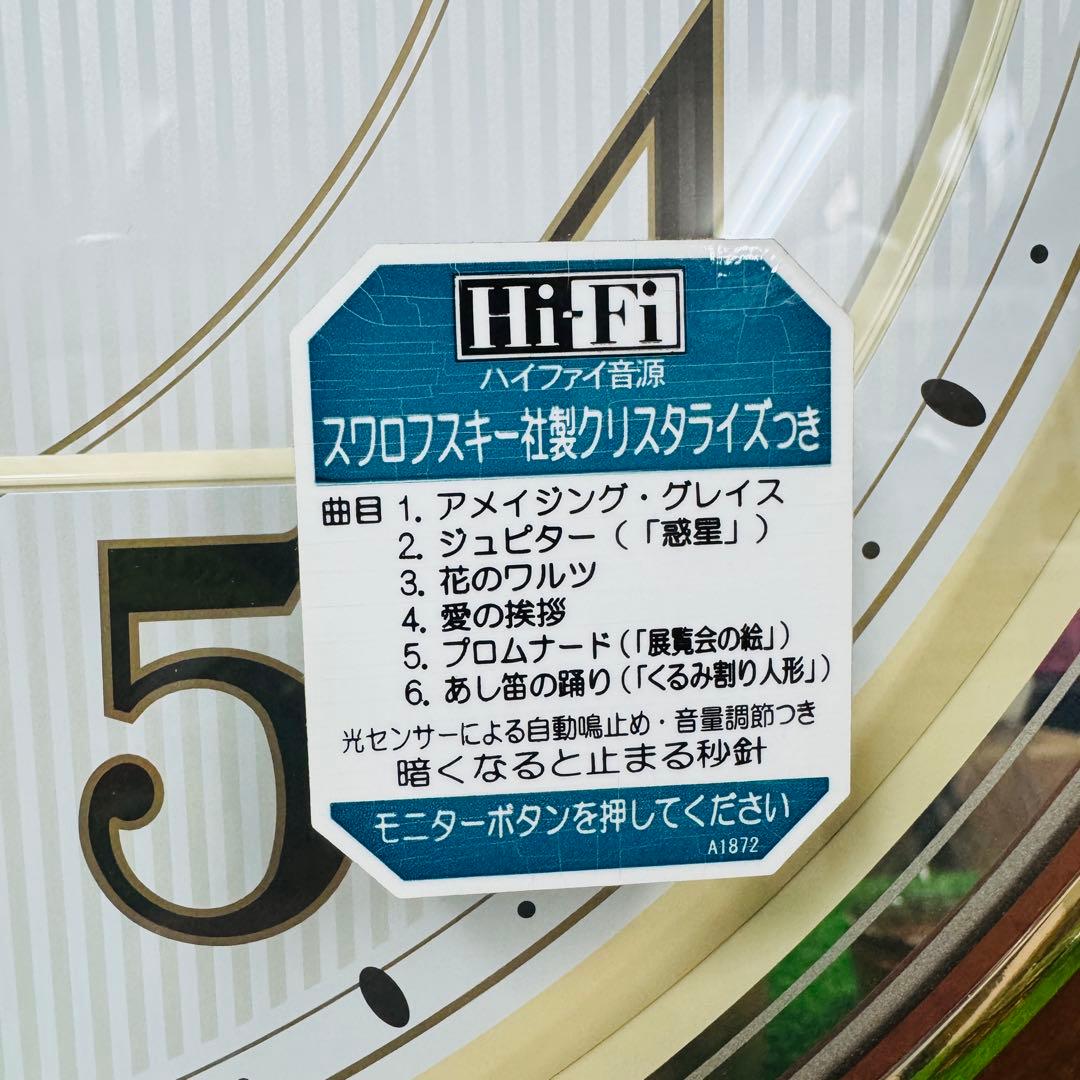 4
Hi-Fi
ハイファイ音源
スワロフスキー社製クリスタライズつき
曲目 1. アメイジング・グレイス
2. ジュピター (「惑星」)
3. 花のワルツ
4. 愛の挨拶
5. プロムナード (「展覧会の絵」)
6. あし笛の踊り (「くるみ割り人形」)
光センサーによる自動鳴止め・音量調節つき
暗くなると止まる秒針
モニターボタンを押してください
A1872
5